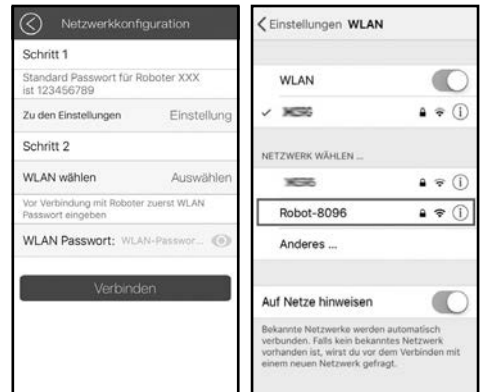 Netzwerkkonfiguration
Schritt 1
Standard Passwort für Roboter XXX
ist 123456789
Zu den Einstellungen Einstellung
Schritt 2
WLAN wählen Auswählen
Vor Verbindung mit Roboter zuerst WLAN
Passwort eingeben
WLAN Passwort: WLAN-Passwor...
Verbinden
Einstellungen WLAN
WLAN
NETZWERK WÄHLEN ...
Robot-8096
Anderes ...
Auf Netze hinweisen
Bekannte Netzwerke werden automatisch
verbunden. Falls kein bekanntes Netzwerk
vorhanden ist, wirst du vor dem Verbinden mit
einem neuen Netzwerk gefragt.